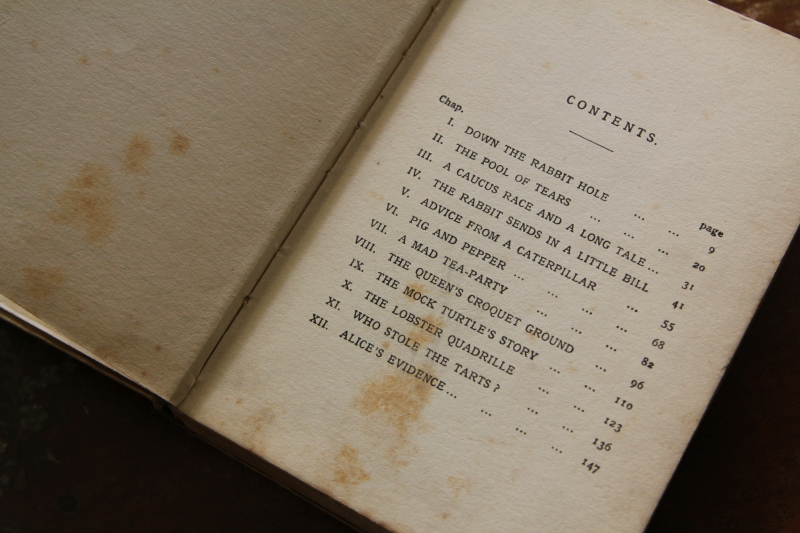 CONTENTS.
Chap. page
I. DOWN THE RABBIT HOLE ... ... 9
II. THE POOL OF TEARS ... ... ... 20
III. A CAUCUS RACE AND A LONG TALE ... 31
IV. THE RABBIT SENDS IN A LITTLE BILL 41
V. ADVICE FROM A CATERPILLAR ... 55
VI. PIG AND PEPPER ... ... ... ... 68
VII. A MAD TEA-PARTY ... ... ... 82
VIII. THE QUEEN'S CROQUET GROUND ... 96
IX. THE MOCK TURTLE'S STORY ... ... 110
X. THE LOBSTER QUADRILLE ... ... 123
XI. WHO STOLE THE TARTS? ... ... 136
XII. ALICE'S EVIDENCE... ... ... ... 147